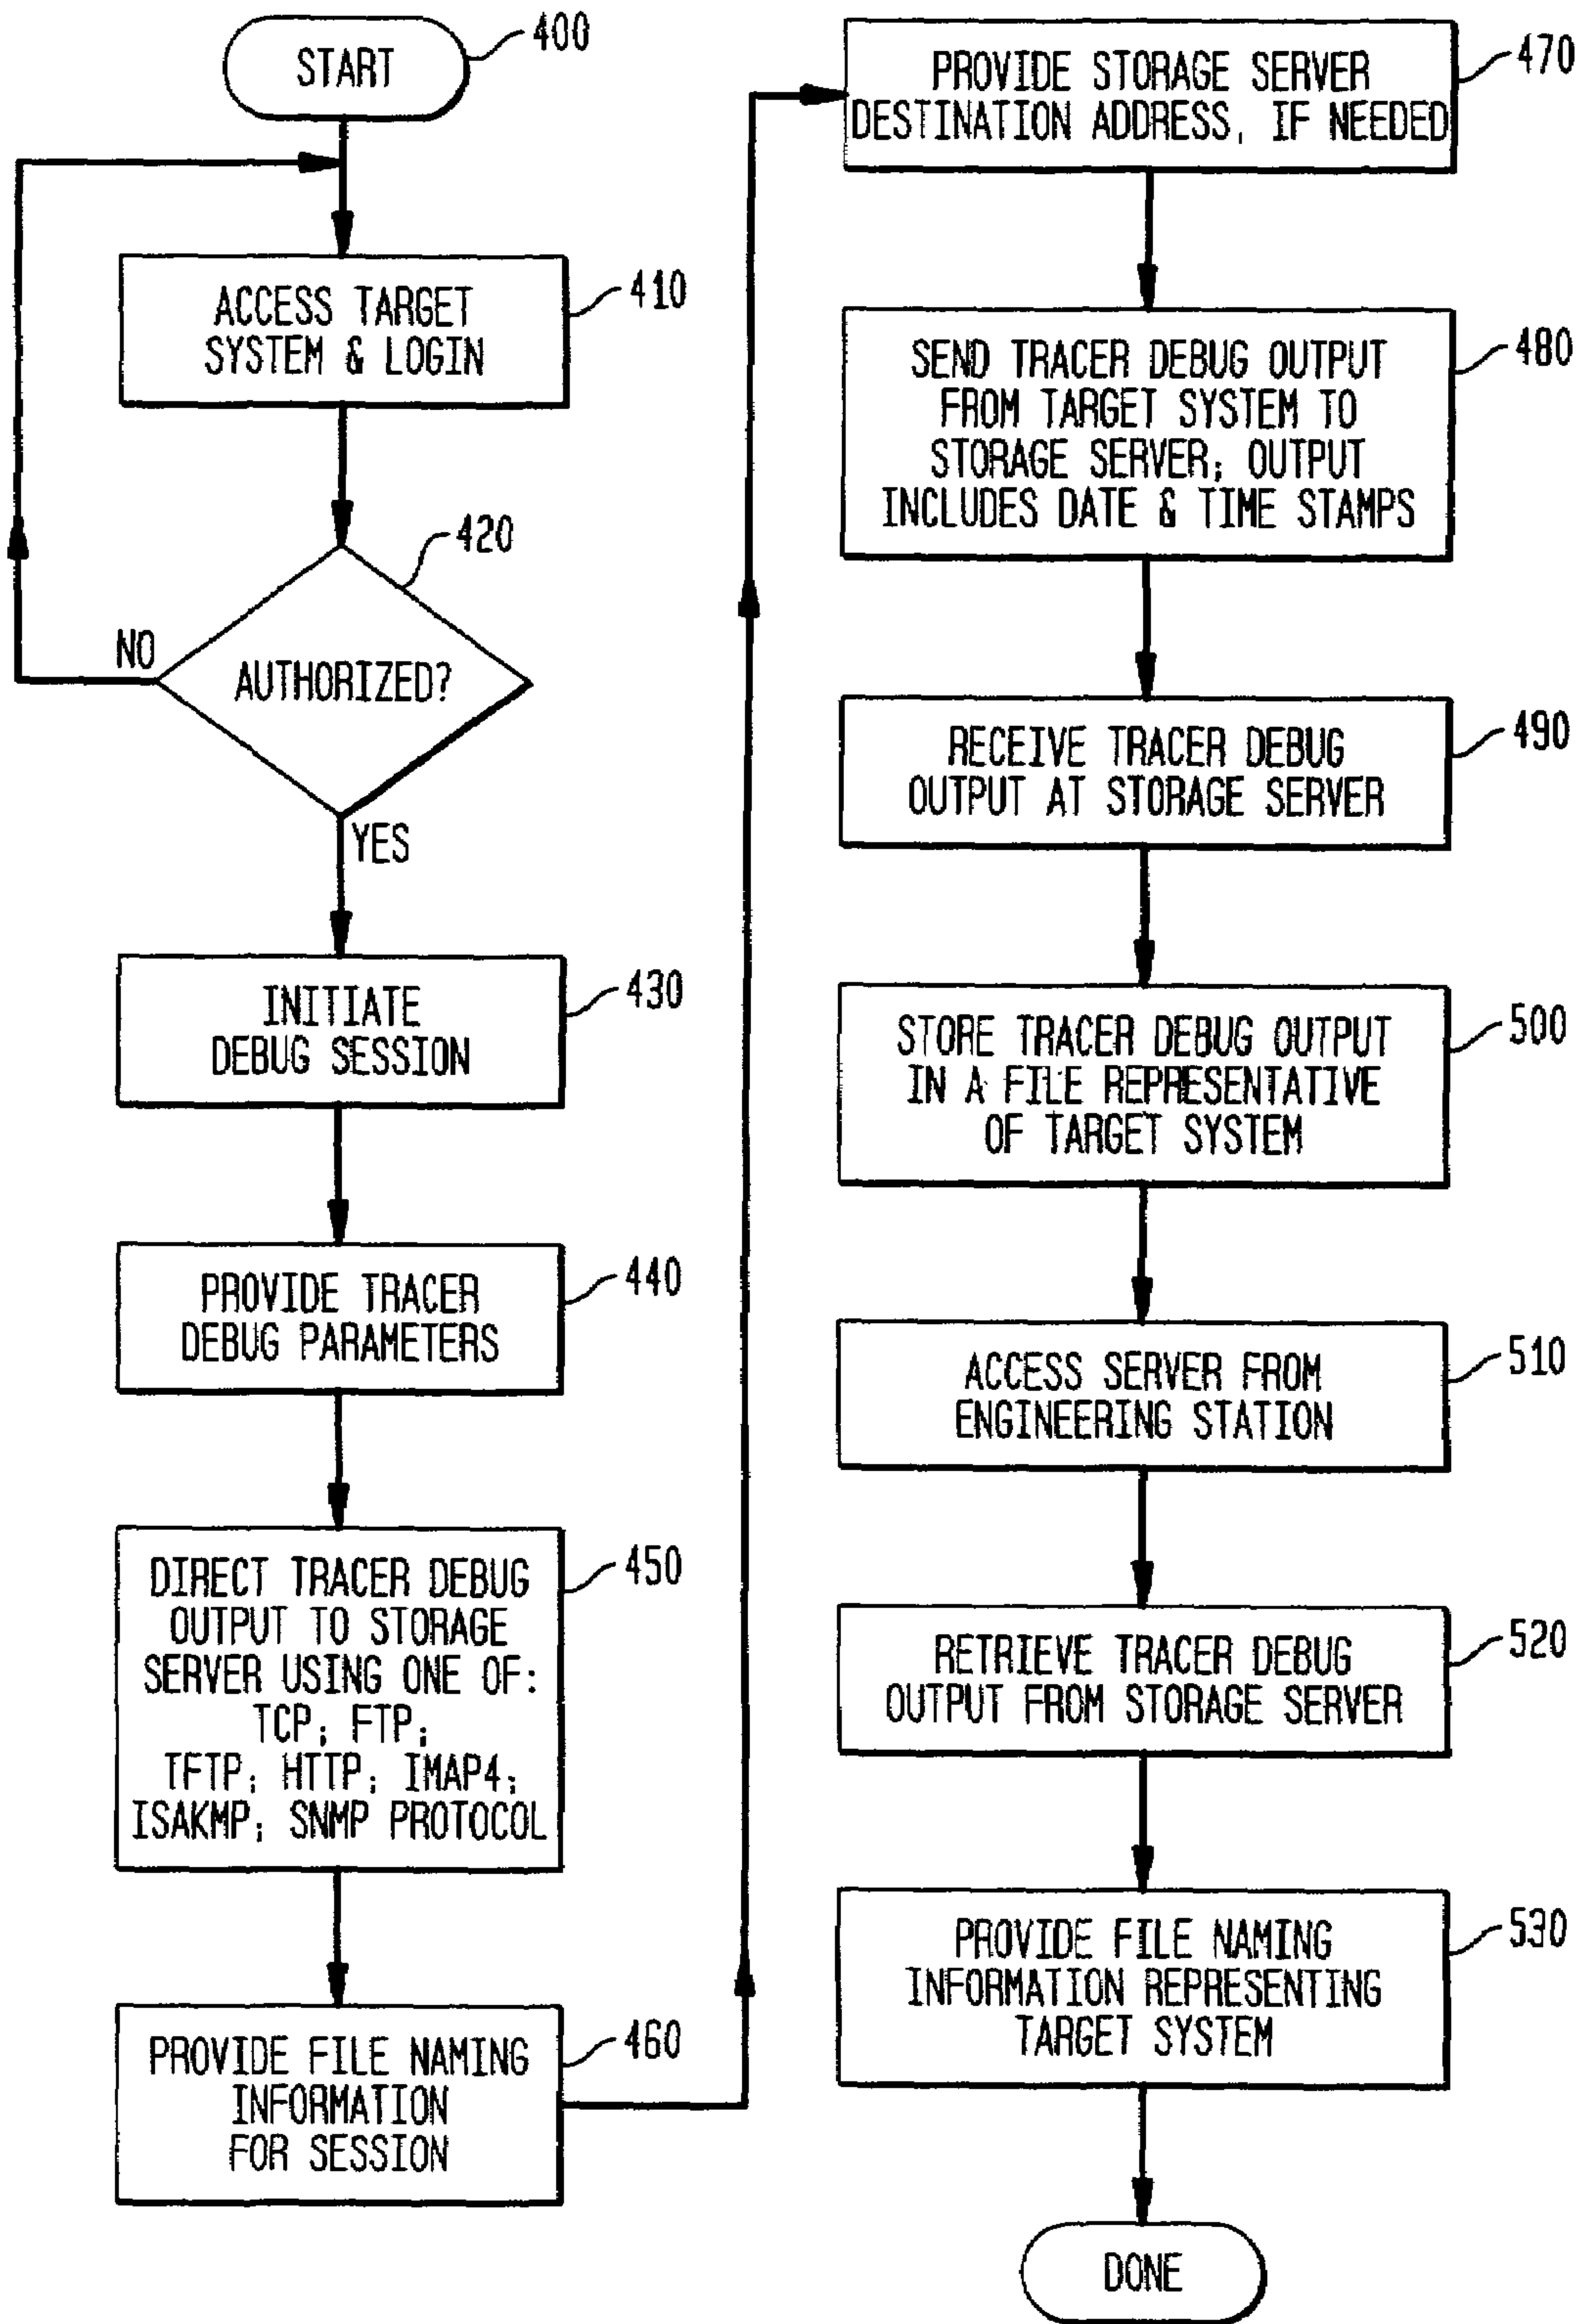 START
400
ACCESS TARGET
SYSTEM & LOGIN
410
420
AUTHORIZED?
NO
YES
INITIATE
DEBUG SESSION
430
PROVIDE TRACER
DEBUG PARAMETERS
440
DIRECT TRACER DEBUG
OUTPUT TO STORAGE
SERVER USING ONE OF:
TCP; FTP;
TFTP; HTTP; IMAP4;
ISAKMP; SNMP PROTOCOL
450
PROVIDE FILE NAMING
INFORMATION
FOR SESSION
460
PROVIDE STORAGE SERVER
DESTINATION ADDRESS, IF NEEDED
470
SEND TRACER DEBUG OUTPUT
FROM TARGET SYSTEM TO
STORAGE SERVER; OUTPUT
INCLUDES DATE & TIME STAMPS
480
RECEIVE TRACER DEBUG
OUTPUT AT STORAGE SERVER
490
STORE TRACER DEBUG OUTPUT
IN A FILE REPRESENTATIVE
OF TARGET SYSTEM
500
ACCESS SERVER FROM
ENGINEERING STATION
510
RETRIEVE TRACER DEBUG
OUTPUT FROM STORAGE SERVER
520
PROVIDE FILE NAMING
INFORMATION REPRESENTING
TARGET SYSTEM
530
DONE